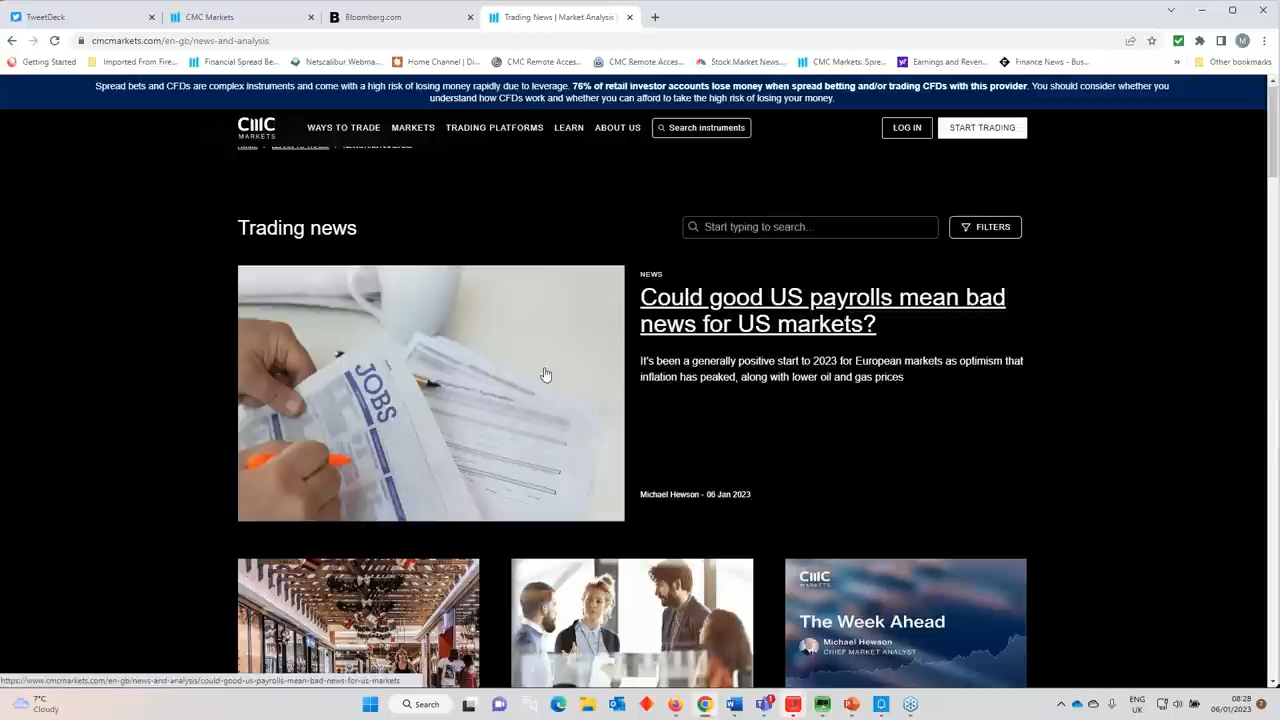 TweetDeck
CMC Markets
Bloomberg.com
Trading News | Market Analysis
cmcmarkets.com/en-gb/news-and-analysis
Getting Started
Imported From Fire...
Financial Spread Be...
Netscalibur Webma...
Home Channel | Di...
CMC Remote Acces...
CMC Remote Acces...
Stock Market News...
CMC Markets: Spre...
Earnings and Reven...
Finance News - Bus...
»
Other bookmarks
Spread bets and CFDs are complex instruments and come with a high risk of losing money rapidly due to leverage. 76% of retail investor accounts lose money when spread betting and/or trading CFDs with this provider. You should consider whether you
understand how CFDs work and whether you can afford to take the high risk of losing your money.
CMC
MARKETS
WAYS TO TRADE
MARKETS
TRADING PLATFORMS
LEARN
ABOUT US
Search instruments
LOG IN
START TRADING
Trading news
Start typing to search...
FILTERS
JOBS
NEWS
Could good US payrolls mean bad
news for US markets?
It's been a generally positive start to 2023 for European markets as optimism that
inflation has peaked, along with lower oil and gas prices
Michael Hewson - 06 Jan 2023
CMC
MARKETS
The Week Ahead
Michael Hewson
CHIEF MARKET ANALYST
https://www.cmcmarkets.com/en-gb/news-and-analysis/could-good-us-payrolls-mean-bad-news-for-us-markets
7°C
Cloudy
Search
ENG
UK
08:28
06/01/2023